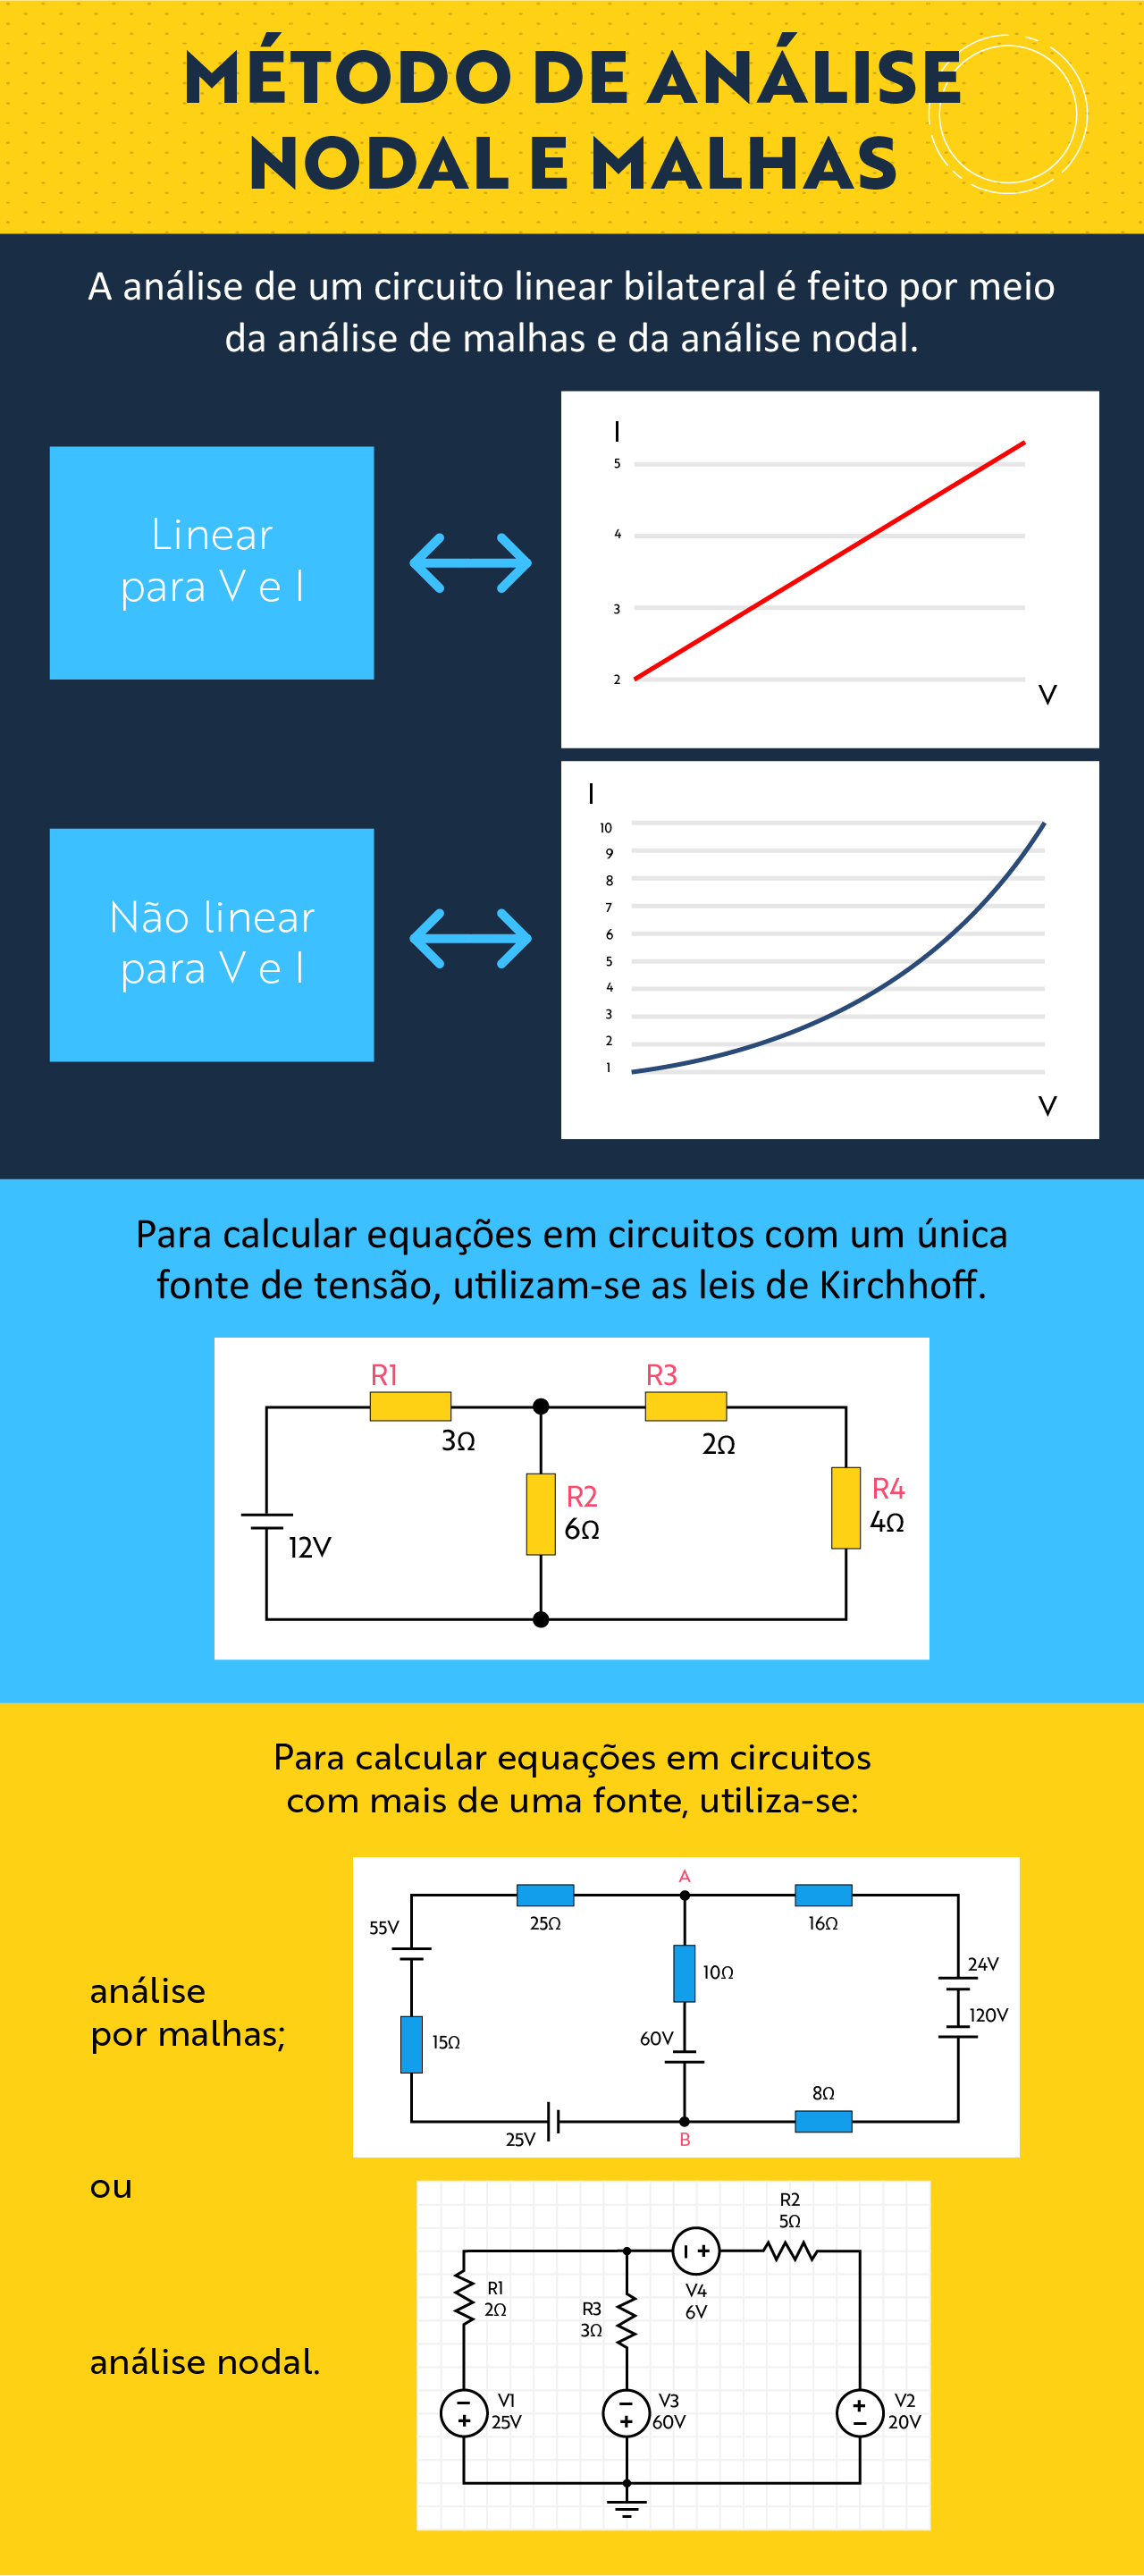 MÉTODO DE ANÁLISE
NODAL E MALHAS
A análise de um circuito linear bilateral é feito por meio
da análise de malhas e da análise nodal.
Linear
para V e I
I
5
4
3
2
V
Não linear
para V e I
I
10
9
8
7
6
5
4
3
2
1
V
Para calcular equações em circuitos com um única
fonte de tensão, utilizam-se as leis de Kirchhoff.
R1
3Ω
R3
2Ω
R2
6Ω
R4
4Ω
12V
Para calcular equações em circuitos
com mais de uma fonte, utiliza-se:
análise
por malhas;
A
25Ω
16Ω
55V
10Ω
24V
120V
60V
15Ω
8Ω
25V
B
ou
análise nodal.
R2
5Ω
R1
2Ω
R3
3Ω
V4
6V
V1
25V
V3
60V
V2
20V